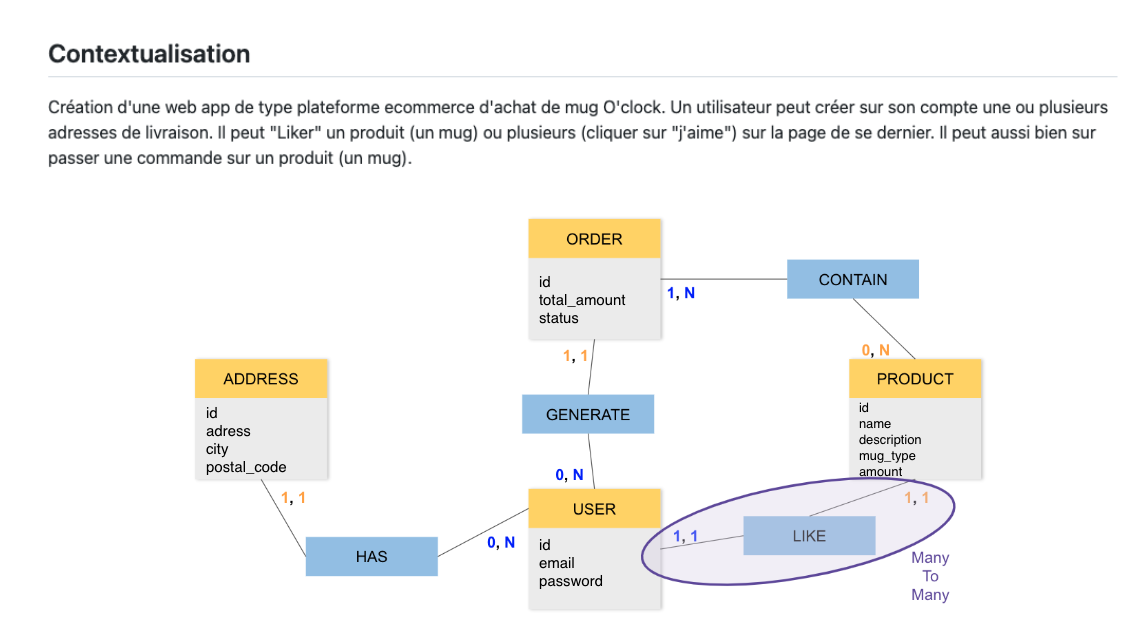 Contextualisation
Création d'une web app de type plateforme ecommerce d'achat de mug O'clock. Un utilisateur peut créer sur son compte une ou plusieurs
adresses de livraison. Il peut "Liker" un produit (un mug) ou plusieurs (cliquer sur "j'aime") sur la page de se dernier. Il peut aussi bien sur
passer une commande sur un produit (un mug).
ORDER
id
total_amount
status
1, N
CONTAIN
0, N
1, 1
ADDRESS
id
adress
city
postal_code
1, 1
GENERATE
0, N
PRODUCT
id
name
description
mug_type
amount
1, 1
HAS
0, N
USER
id
email
password
1, 1
LIKE
Many
To
Many